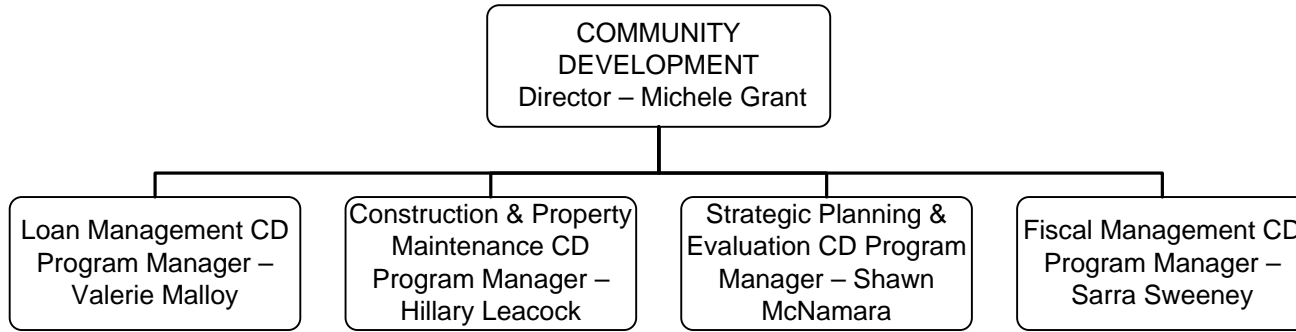 COMMUNITY
DEVELOPMENT
Director – Michele Grant
Loan Management CD
Program Manager –
Valerie Malloy
Construction & Property
Maintenance CD
Program Manager –
Hillary Leacock
Strategic Planning &
Evaluation CD Program
Manager – Shawn
McNamara
Fiscal Management CD
Program Manager –
Sarra Sweeney